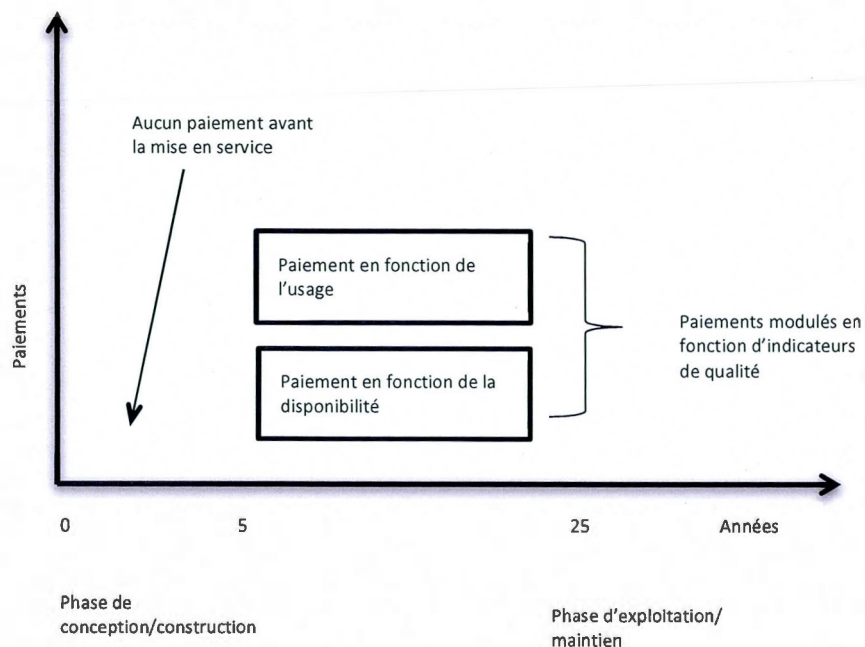 Aucun paiement avant
la mise en service
Paiement en fonction de
l'usage
Paiements
Paiements modulés en
fonction d'indicateurs
de qualité
Paiement en fonction de la
disponibilité
0
5
25
Années
Phase de
conception/construction
Phase d'exploitation/
maintien